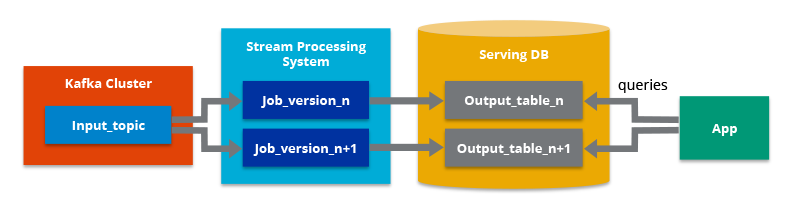 Kafka Cluster
Input_topic
Stream Processing
System
Job_version_n
Job_version_n+1
Serving DB
Output_table_n
Output_table_n+1
queries
App